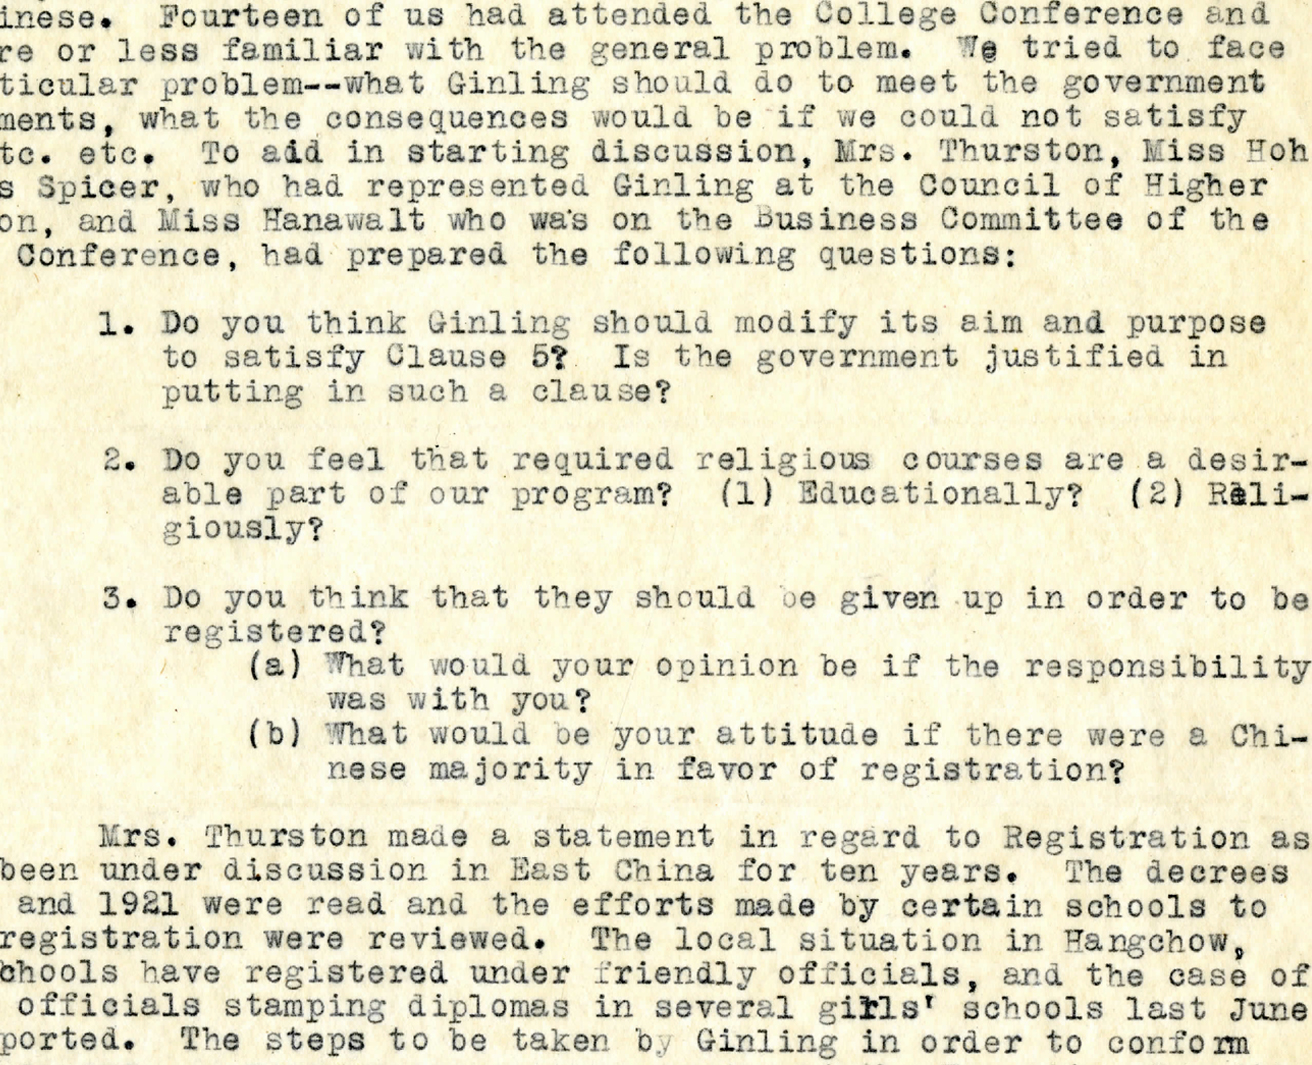 inese. Fourteen of us had attended the College Conference and
re or less familiar with the general problem. We tried to face
ticular problem--what Ginling should do to meet the government
ments, what the consequences would be if we could not satisfy
tc. etc. To aid in starting discussion, Mrs. Thurston, Miss Hoh
s Spicer, who had represented Ginling at the Council of Higher
on, and Miss Hanawalt who was on the Business Committee of the
Conference, had prepared the following questions:
1. Do you think Ginling should modify its aim and purpose
to satisfy Clause 5? Is the government justified in
putting in such a clause?
2. Do you feel that required religious courses are a desir-
able part of our program? (1) Educationally? (2) Reli-
giously?
3. Do you think that they should be given up in order to be
registered?
(a) What would your opinion be if the responsibility
was with you?
(b) What would be your attitude if there were a Chi-
nese majority in favor of registration?
Mrs. Thurston made a statement in regard to Registration as
been under discussion in East China for ten years. The decrees
and 1921 were read and the efforts made by certain schools to
registration were reviewed. The local situation in Hangchow,
chools have registered under friendly officials, and the case of
officials stamping diplomas in several girls' schools last June
ported. The steps to be taken by Ginling in order to conform